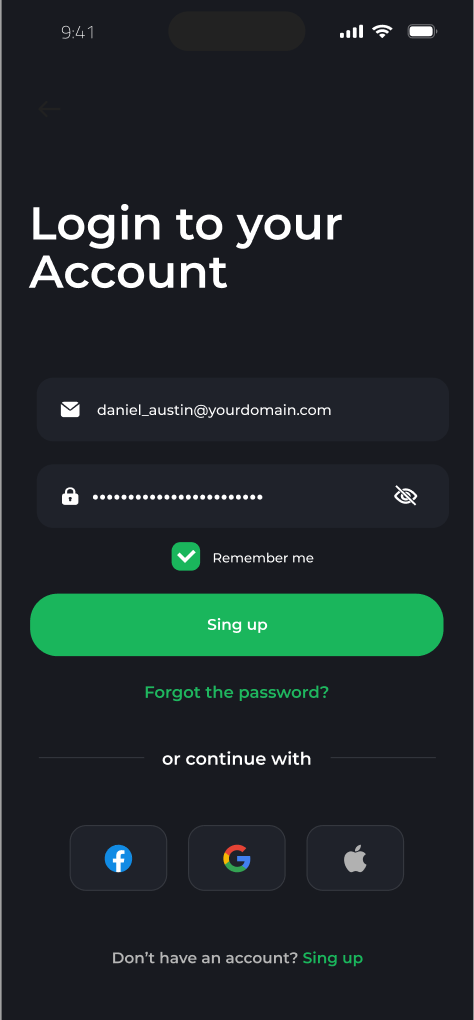 9:41
Login to your
Account
daniel_austin@yourdomain.com
Remember me
Sing up
Forgot the password?
or continue with
Don’t have an account? Sing up